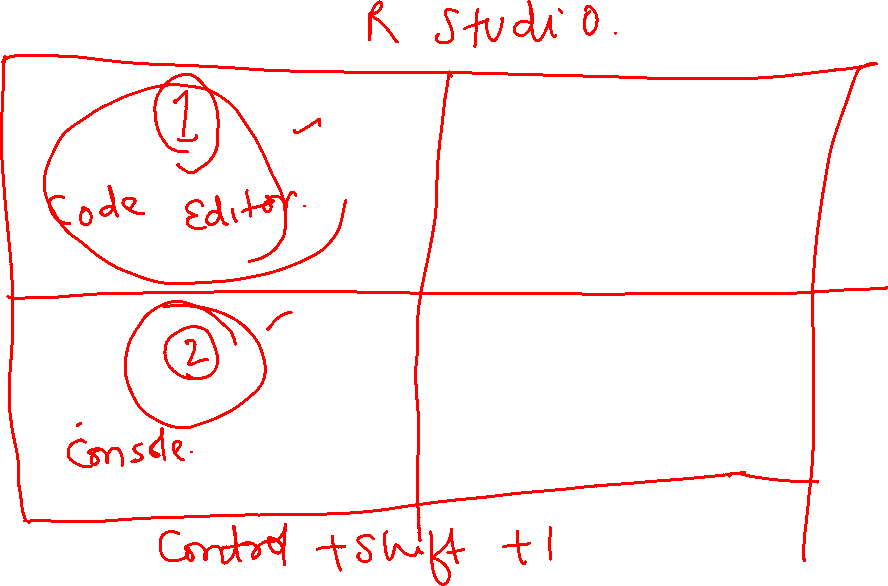 R Studio.
1
Code Editor.
2
Console.
Control + Shift + 1